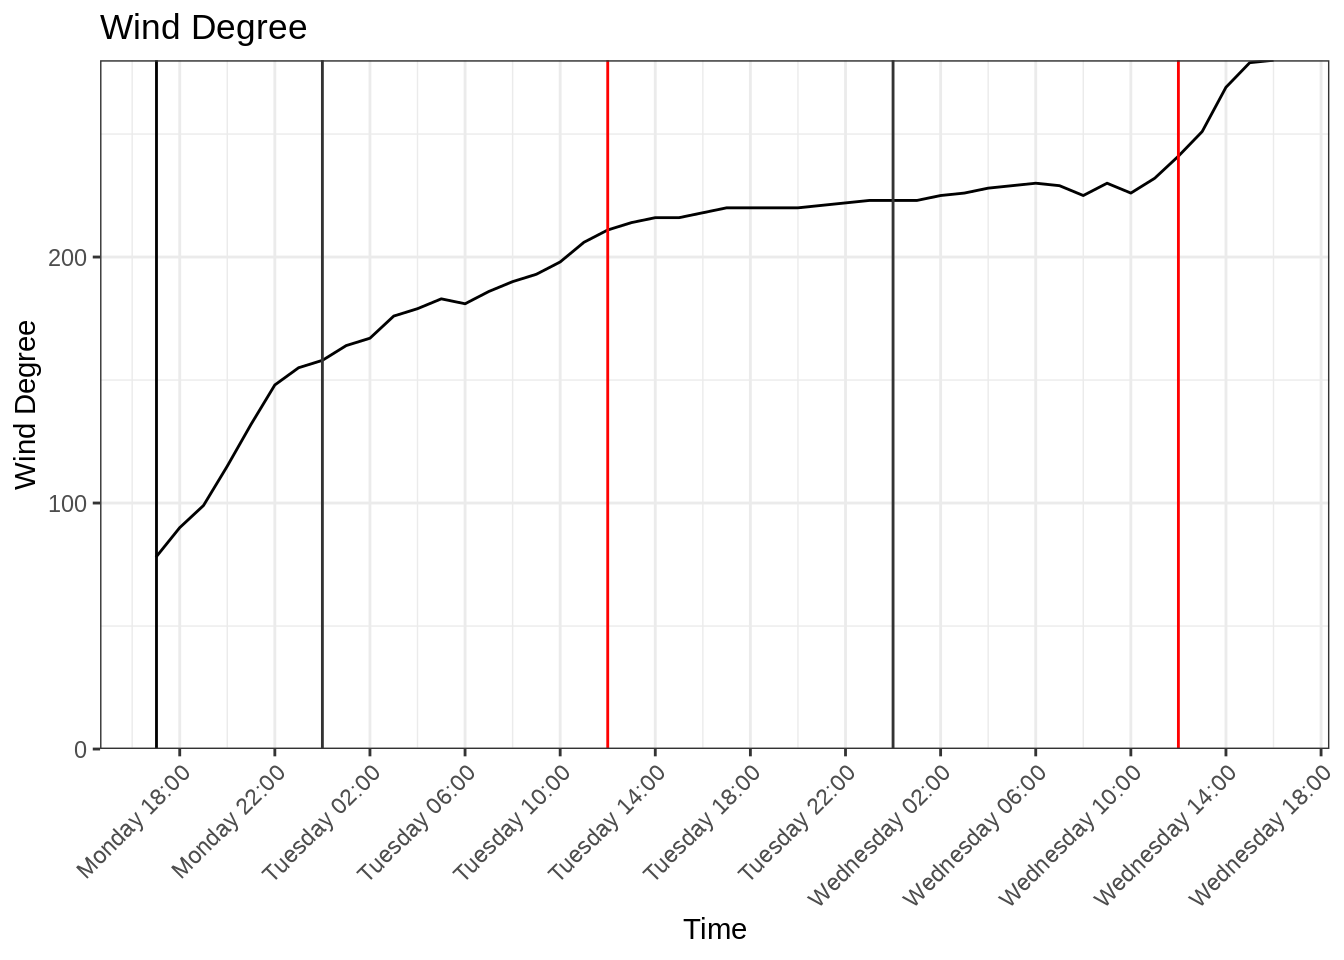 Wind Degree
Wind Degree
200
100
0
Monday 18:00
Monday 22:00
Tuesday 02:00
Tuesday 06:00
Tuesday 10:00
Tuesday 14:00
Tuesday 18:00
Tuesday 22:00
Wednesday 02:00
Wednesday 06:00
Wednesday 10:00
Wednesday 14:00
Wednesday 18:00
Time